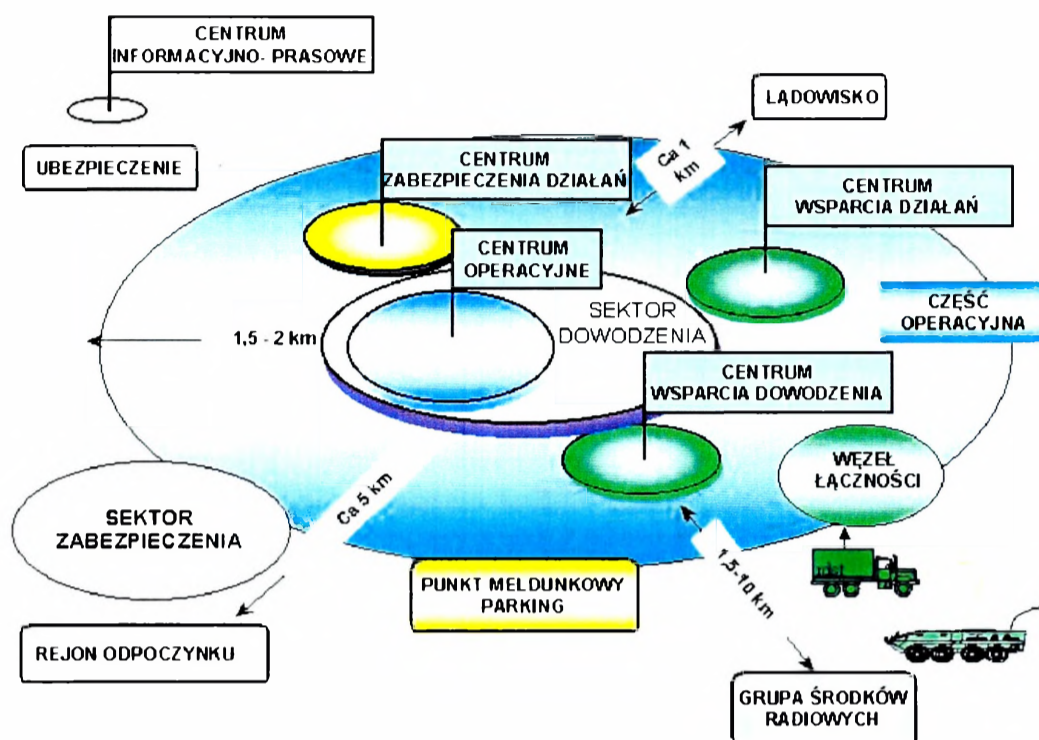 CENTRUM
INFORMACYJNO- PRASOWE
LĄDOWISKO
UBEZPIECZENIE
CENTRUM
ZABEZPIECZENIA DZIAŁAŃ
Ca 1
km
CENTRUM
WSPARCIA DZIAŁAŃ
CENTRUM
OPERACYJNE
SEKTOR
DOWODZENIA
CZĘŚĆ
OPERACYJNA
1,5 - 2 km
CENTRUM
WSPARCIA DOWODZENIA
WĘZEŁ
ŁĄCZNOŚCI
Ca 5 km
SEKTOR
ZABEZPIECZENIA
1,5-10 km
PUNKT MELDUNKOWY
PARKING
REJON ODPOCZYNKU
GRUPA ŚRODKÓW
RADIOWYCH